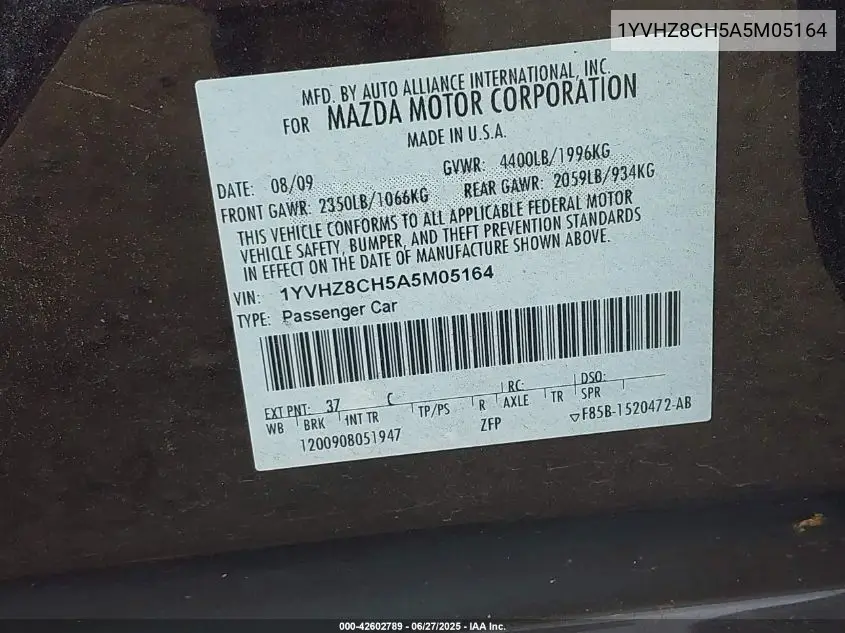 1YVHZ8CH5A5M05164
MFD. BY AUTO ALLIANCE INTERNATIONAL, INC.
FOR MAZDA MOTOR CORPORATION
MADE IN U.S.A.
DATE: 08/09 GVWR: 4400LB/1996KG
FRONT GAWR: 2350LB/1066KG REAR GAWR: 2059LB/934KG
THIS VEHICLE CONFORMS TO ALL APPLICABLE FEDERAL MOTOR
VEHICLE SAFETY, BUMPER, AND THEFT PREVENTION STANDARDS
IN EFFECT ON THE DATE OF MANUFACTURE SHOWN ABOVE.
VIN: 1YVHZ8CH5A5M05164
TYPE: Passenger Car
EXT PNT: 37 C RC: DSO:
WB BRK INT TR TP/PS R AXLE TR SPR
1200908051947 ZFP ▽F85B-1520472-AB
000-42602789 - 06/27/2025 - IAA Inc.